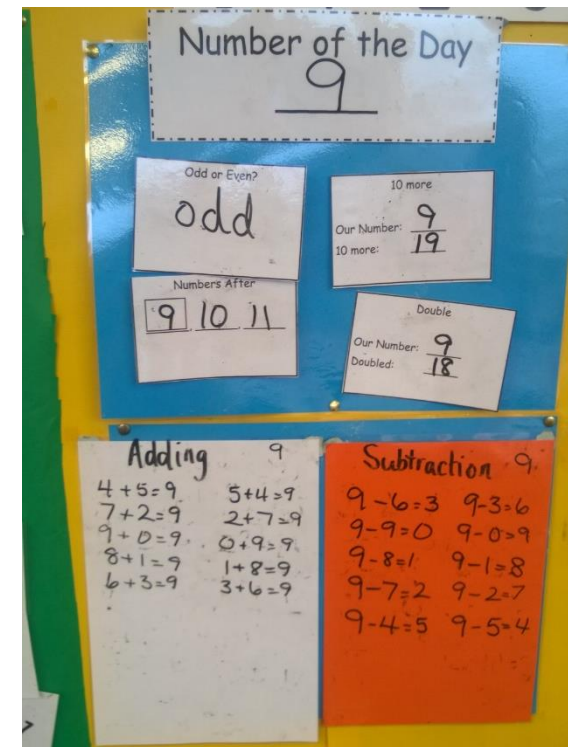 Number of the Day
9
Odd or Even?
odd
10 more
Our Number: 9
10 more: 19
Numbers After
9 10 11
Double
Our Number: 9
Doubled: 18
Adding 9
4+5=9 5+4=9
7+2=9 2+7=9
9+0=9. 0+9=9.
8+1=9 1+8=9
6+3=9 3+6=9
Subtraction 9.
9-6=3 9-3=6
9-9=0 9-0=9
9-8=1 9-1=8
9-7=2 9-2=7
9-4=5 9-5=4